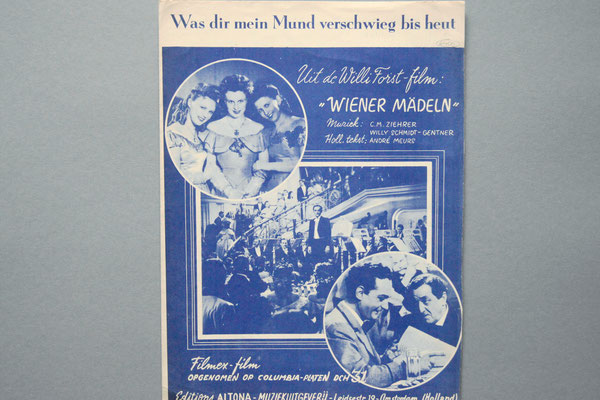 Was dir mein Mund verschwieg bis heut
Uit de Willi Forst-film:
"WIENER MÄDELN"
Muziek: C.M. ZIEHRER
WILLY SCHMIDT-GENTNER
Holl. tekst: ANDRÉ MEURS
Filmex-film
OPGENOMEN OP COLUMBIA-PLATEN DCH 31
Editions ALTONA - MUZIEKUITGEVERIJ - Leidsestr 19 - Amsterdam (Holland)